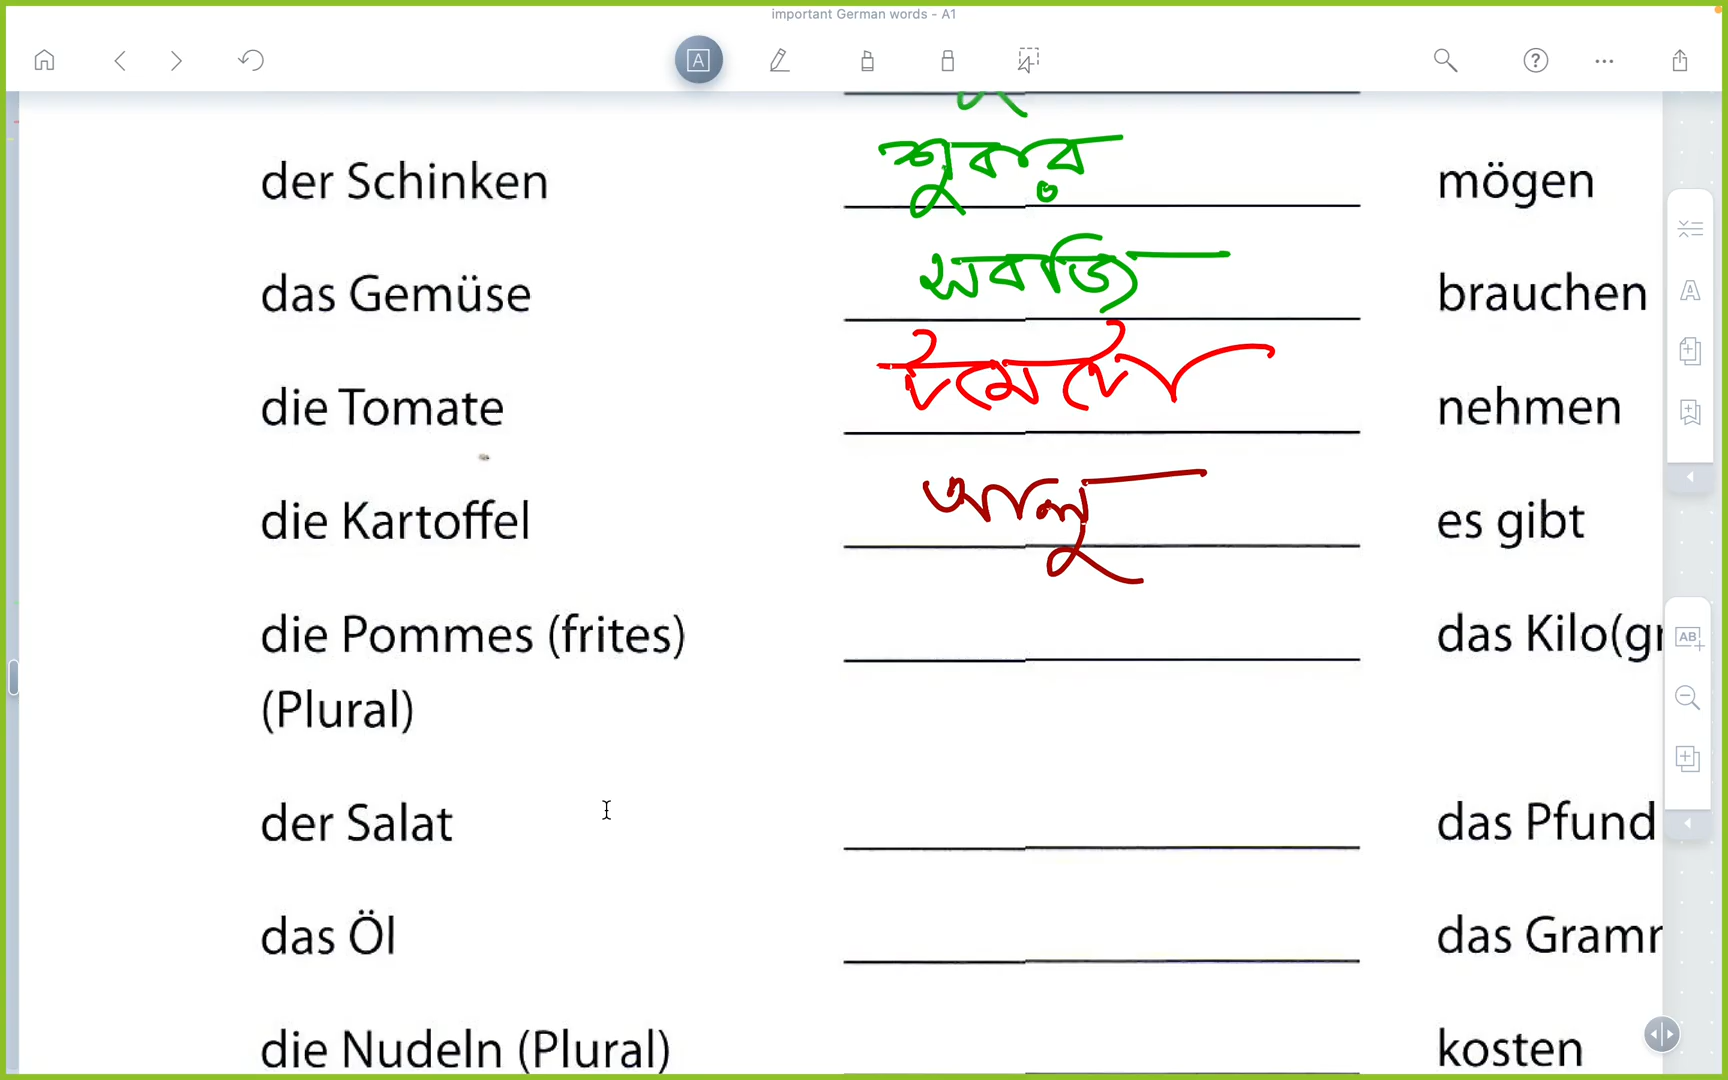 important German words - A1
der Schinken শুকর mögen
das Gemüse সবজি brauchen
die Tomate টমেটো nehmen
die Kartoffel আলু es gibt
die Pommes (frites) das Kilo(gr
(Plural)
der Salat das Pfund
das Öl das Gramm
die Nudeln (Plural) kosten